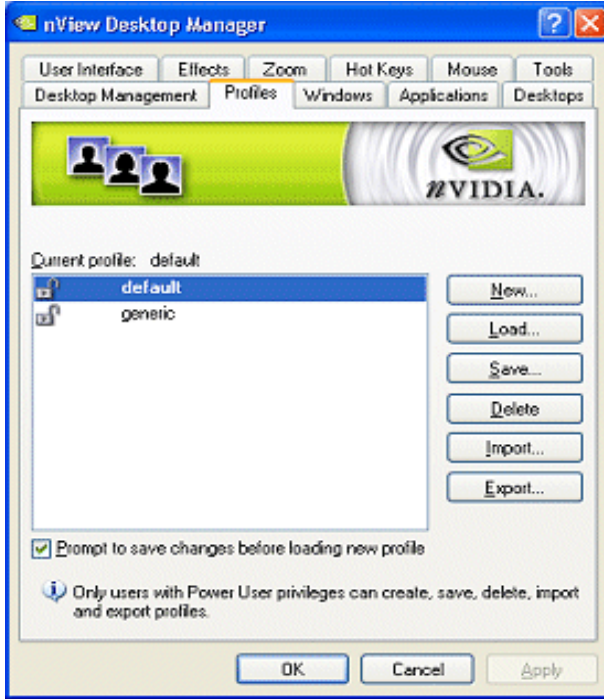 nView Desktop Manager
User Interface Effects Zoom Hot Keys Mouse Tools
Desktop Management Profiles Windows Applications Desktops
nVIDIA.
Current profile: default
default
generic
New...
Load...
Save...
Delete
Import...
Export...
Prompt to save changes before loading new profile
Only users with Power User privileges can create, save, delete, import
and export profiles.
OK Cancel Apply